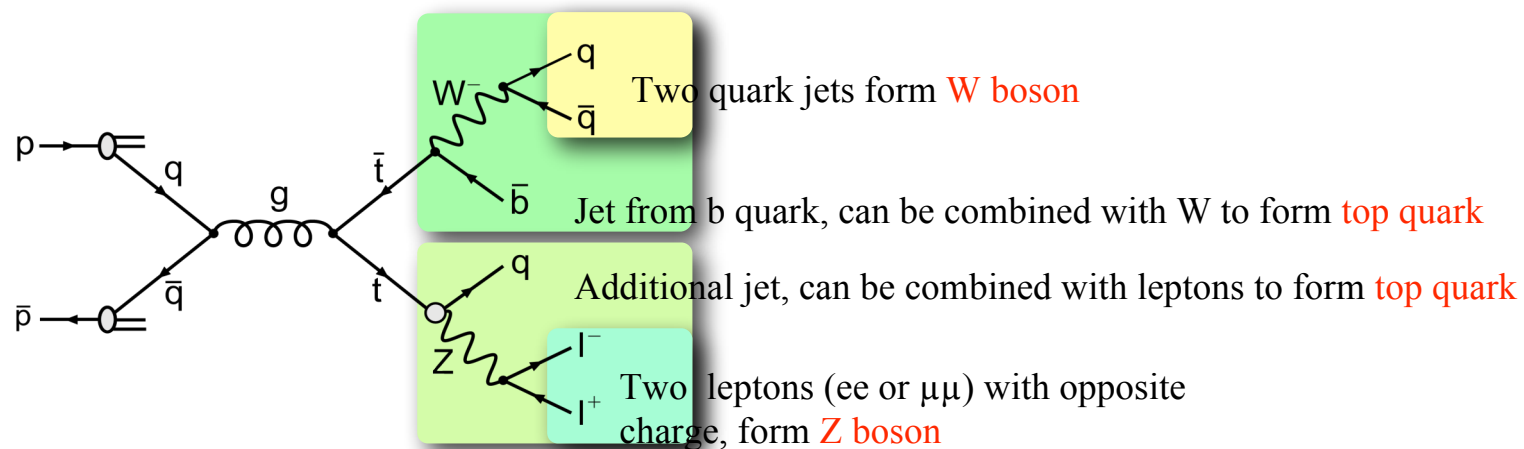 q
W⁻
Two quark jets form W boson
q̄
p
q
t̄
g
b̄
Jet from b quark, can be combined with W to form top quark
q
Additional jet, can be combined with leptons to form top quark
q̄
t
p̄
Z
l⁻
Two leptons (ee or µµ) with opposite
l⁺
charge, form Z boson